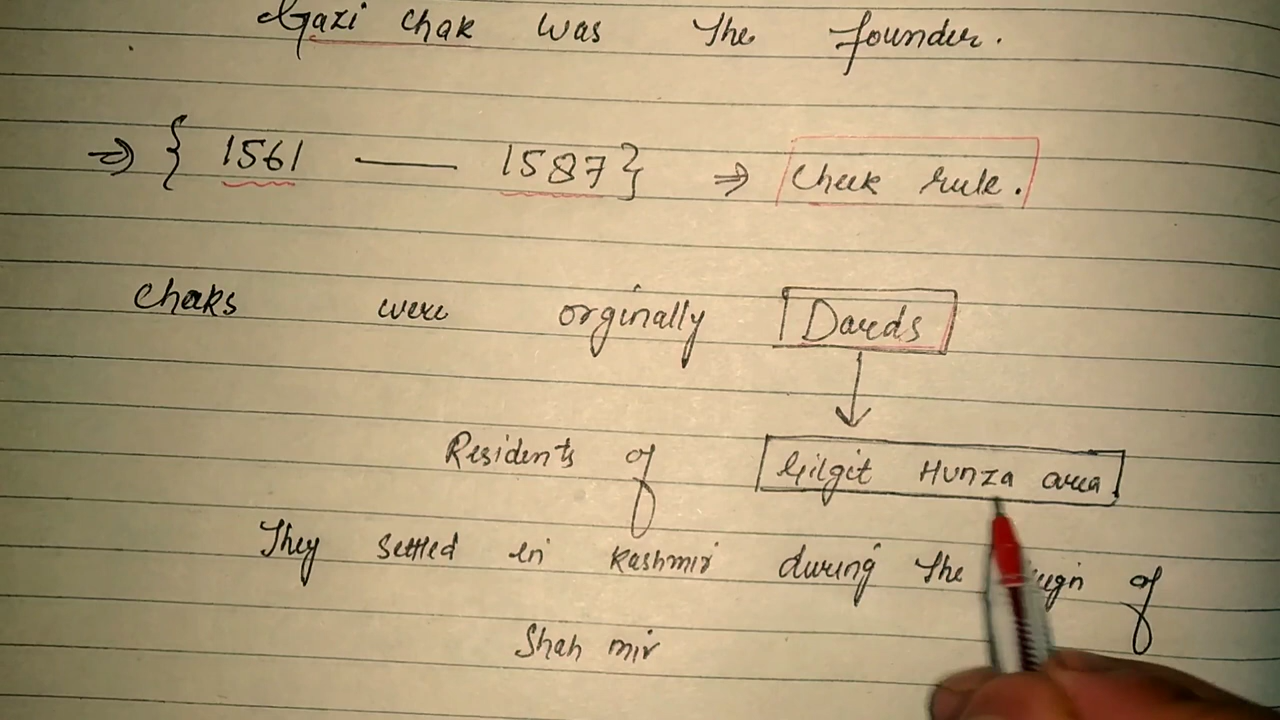 Gazi Chak was the founder.
⇒ { 1561 — 1587 } ⇒ Cheek rule.
Chaks were orginally Dards
Residents of Gilgit Hunza area.
They settled in Kashmir during the of
Shah mir